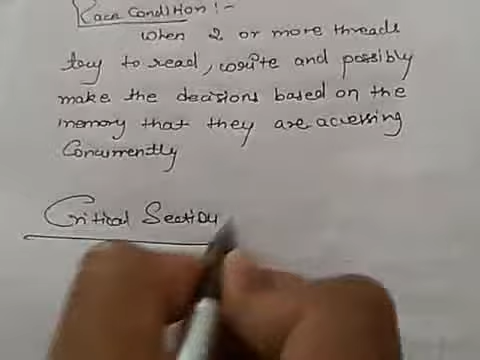 Race Condition :-
When 2 or more threads
try to read, write and possibly
make the decisions based on the
memory that they are accessing
Concurrently
Critical Section